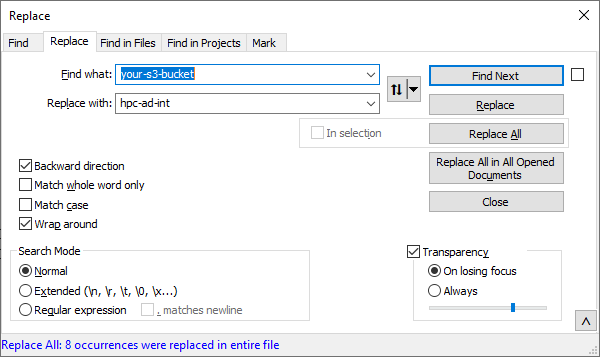 Replace
Find Replace Find in Files Find in Projects Mark
Find what: your-s3-bucket Find Next
Replace with: hpc-ad-int Replace
In selection Replace All
Backward direction Replace All in All Opened Documents
Match whole word only
Match case Close
Wrap around
Search Mode Transparency
Normal On losing focus
Extended (\n, \r, \t, \0, \x...) Always
Regular expression . matches newline
Replace All: 8 occurrences were replaced in entire file